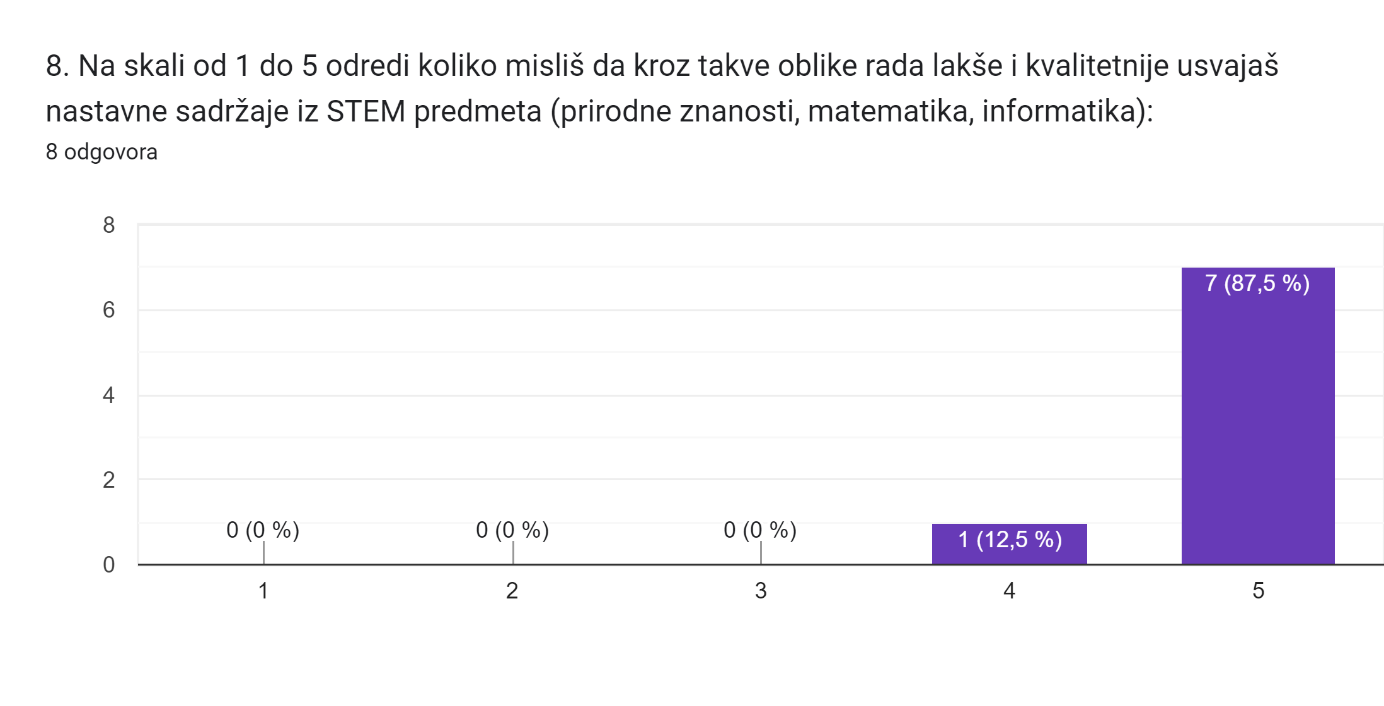 8. Na skali od 1 do 5 odredi koliko misliš da kroz takve oblike rada lakše i kvalitetnije usvajaš
nastavne sadržaje iz STEM predmeta (prirodne znanosti, matematika, informatika):
8 odgovora
8
6
4
2
0
0 (0 %)
0 (0 %)
0 (0 %)
1 (12,5 %)
7 (87,5 %)
1
2
3
4
5